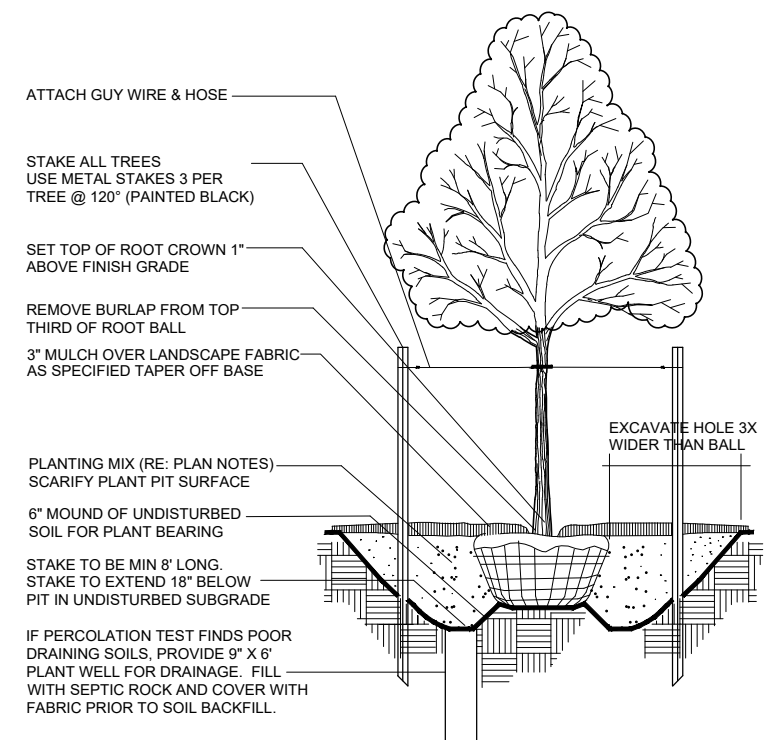 ATTACH GUY WIRE & HOSE
STAKE ALL TREES
USE METAL STAKES 3 PER
TREE @ 120° (PAINTED BLACK)
SET TOP OF ROOT CROWN 1"
ABOVE FINISH GRADE
REMOVE BURLAP FROM TOP
THIRD OF ROOT BALL
3" MULCH OVER LANDSCAPE FABRIC
AS SPECIFIED TAPER OFF BASE
EXCAVATE HOLE 3X
WIDER THAN BALL
PLANTING MIX (RE: PLAN NOTES)
SCARIFY PLANT PIT SURFACE
6" MOUND OF UNDISTURBED
SOIL FOR PLANT BEARING
STAKE TO BE MIN 8' LONG.
STAKE TO EXTEND 18" BELOW
PIT IN UNDISTURBED SUBGRADE
IF PERCOLATION TEST FINDS POOR
DRAINING SOILS, PROVIDE 9" X 6'
PLANT WELL FOR DRAINAGE.  FILL
WITH SEPTIC ROCK AND COVER WITH
FABRIC PRIOR TO SOIL BACKFILL.